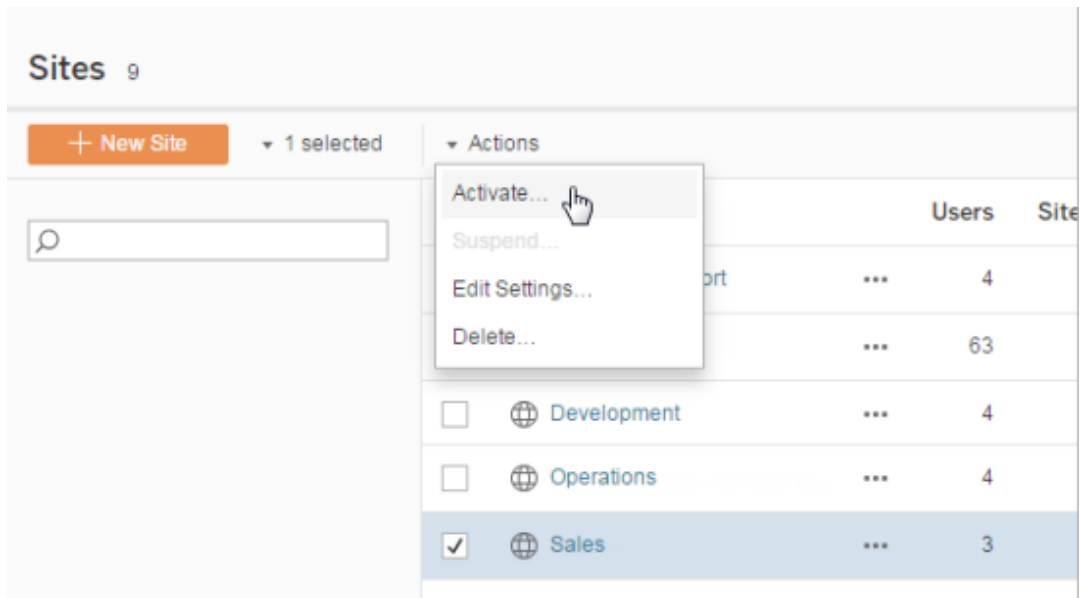 Sites 9
+ New Site 1 selected Actions
Activate...
Users Site
Suspend...
ort ... 4
Edit Settings...
Delete...
... 63
Development ... 4
Operations ... 4
Sales ... 3